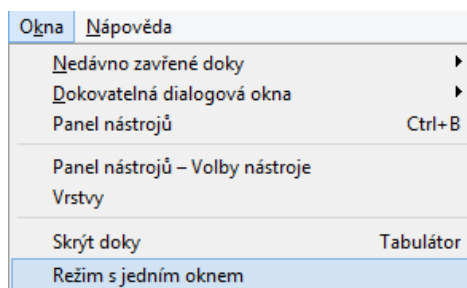 Okna Nápověda
Nedávno zavřené doky
Dokovatelná dialogová okna
Panel nástrojů Ctrl+B
Panel nástrojů – Volby nástroje
Vrstvy
Skrýt doky Tabulátor
Režim s jedním oknem